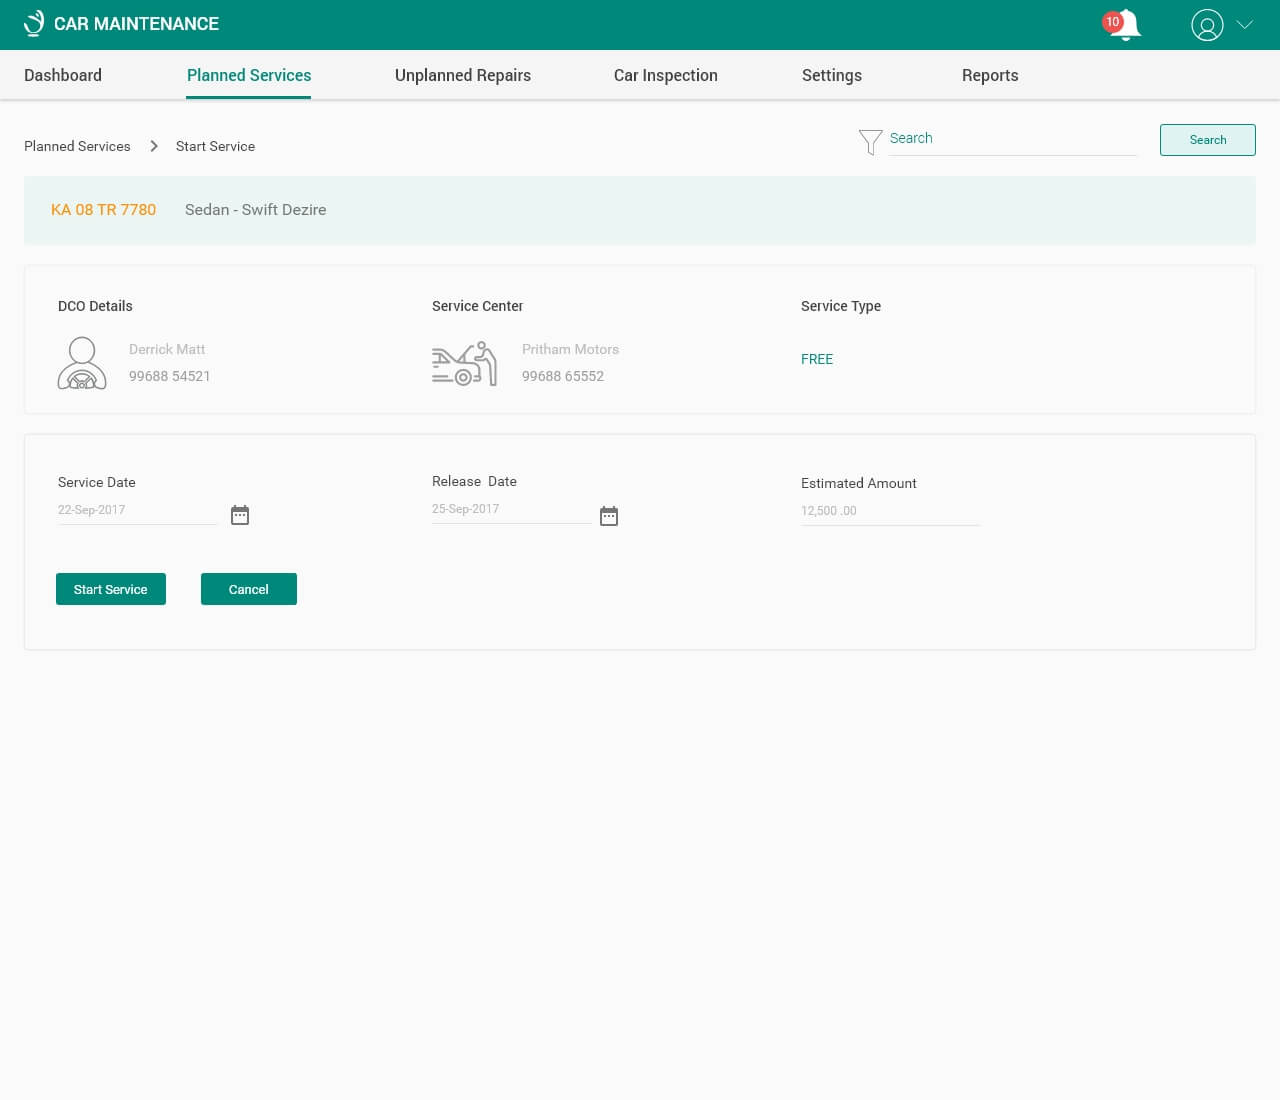 CAR MAINTENANCE
10
Dashboard
Planned Services
Unplanned Repairs
Car Inspection
Settings
Reports
Planned Services
Start Service
Search
Search
KA 08 TR 7780
Sedan - Swift Dezire
DCO Details
Derrick Matt
99688 54521
Service Center
Pritham Motors
99688 65552
Service Type
FREE
Service Date
22-Sep-2017
Release  Date
25-Sep-2017
Estimated Amount
12,500 .00
Start Service
Cancel